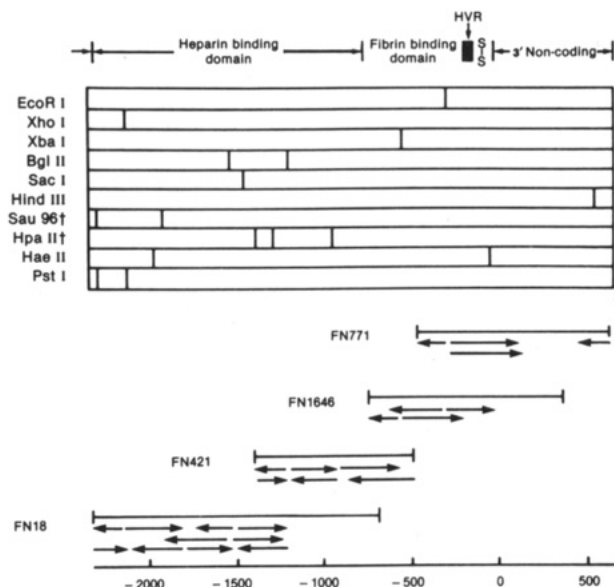 HVR
Heparin binding domain
Fibrin binding domain
S
S
3' Non-coding
EcoR I
Xho I
Xba I
Bgl II
Sac I
Hind III
Sau 96†
Hpa II†
Hae II
Pst I
FN771
FN1646
FN421
FN18
−2000 −1500 −1000 −500 0 500